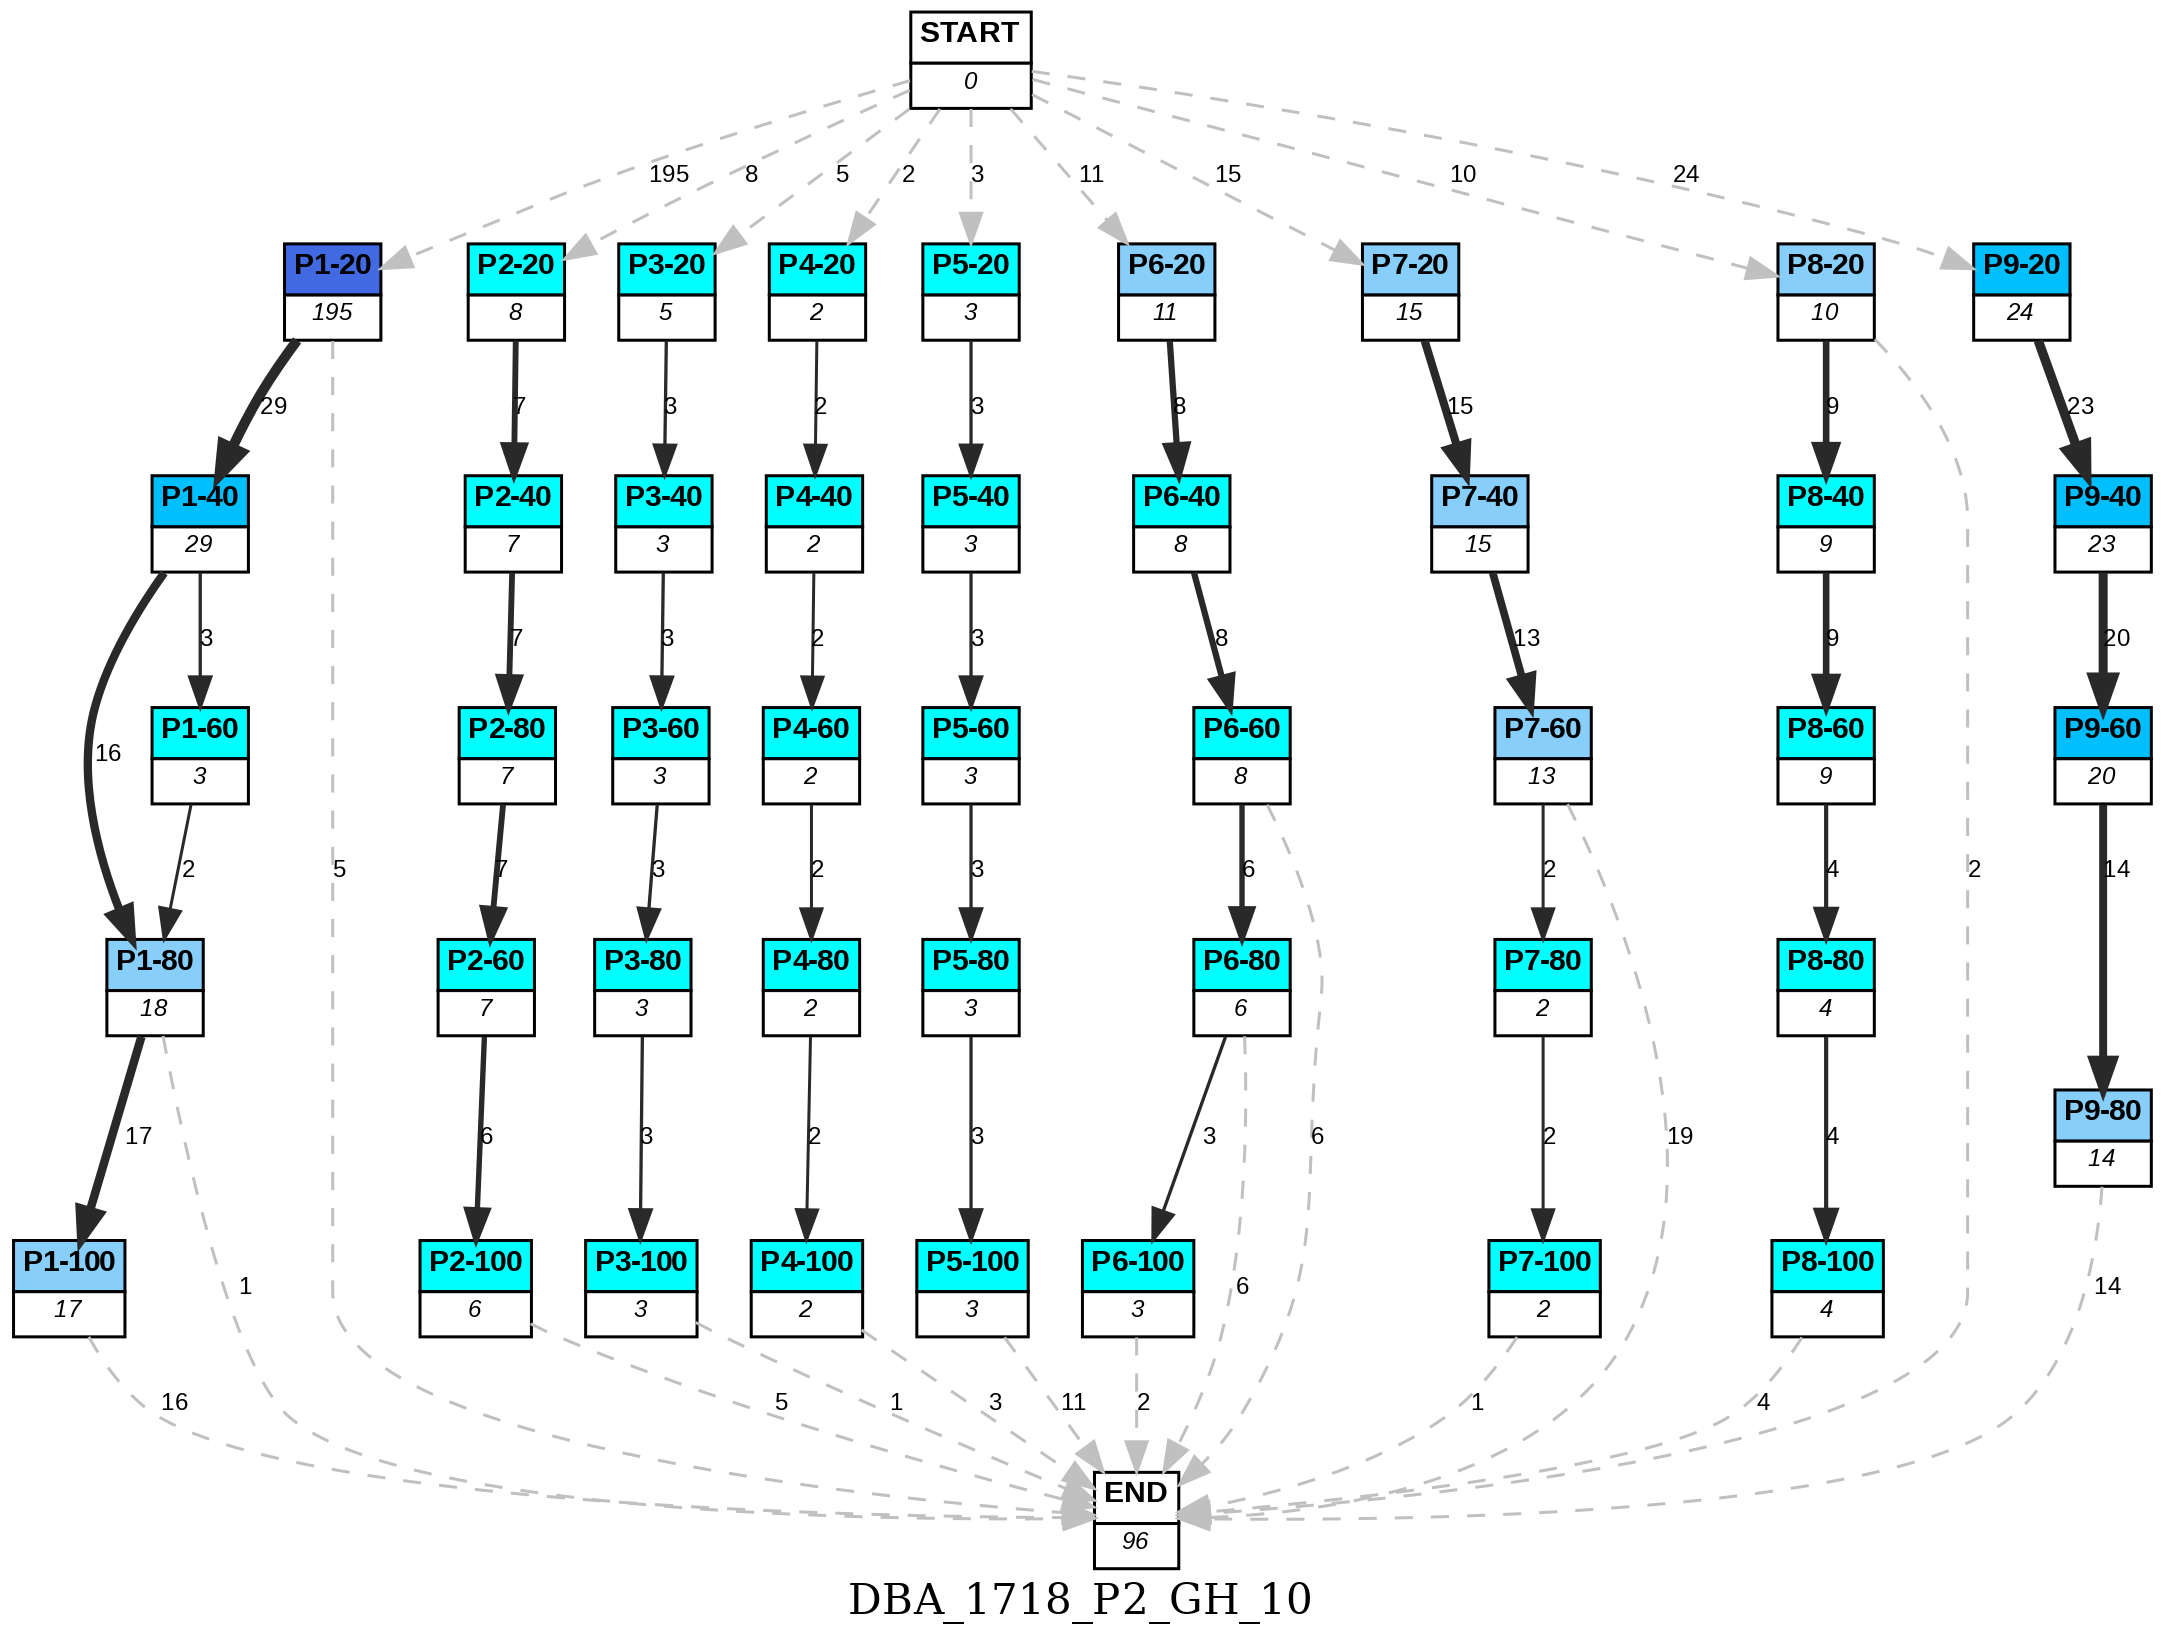 START
0
195 8 5 2 3 11 15 10 24
P1-20 P2-20 P3-20 P4-20 P5-20 P6-20 P7-20 P8-20 P9-20
195 8 5 2 3 11 15 10 24
29 7 3 2 3 8 15 9 23
P1-40 P2-40 P3-40 P4-40 P5-40 P6-40 P7-40 P8-40 P9-40
29 7 3 2 3 8 15 9 23
3 7 3 2 3 8 13 9 20
P1-60 P2-80 P3-60 P4-60 P5-60 P6-60 P7-60 P8-60 P9-60
16
3 7 3 2 3 8 13 9 20
2 5 7 3 2 3 6 2 4 2 14
P1-80 P2-60 P3-80 P4-80 P5-80 P6-80 P7-80 P8-80
18 7 3 2 3 6 2 4
P9-80
17 6 3 2 3 3 6 2 19 4
14
P1-100 P2-100 P3-100 P4-100 P5-100 P6-100 P7-100 P8-100
1 6 14
17 6 3 2 3 3 2 4
16 5 1 3 11 2 1 4
END
96
DBA_1718_P2_GH_10